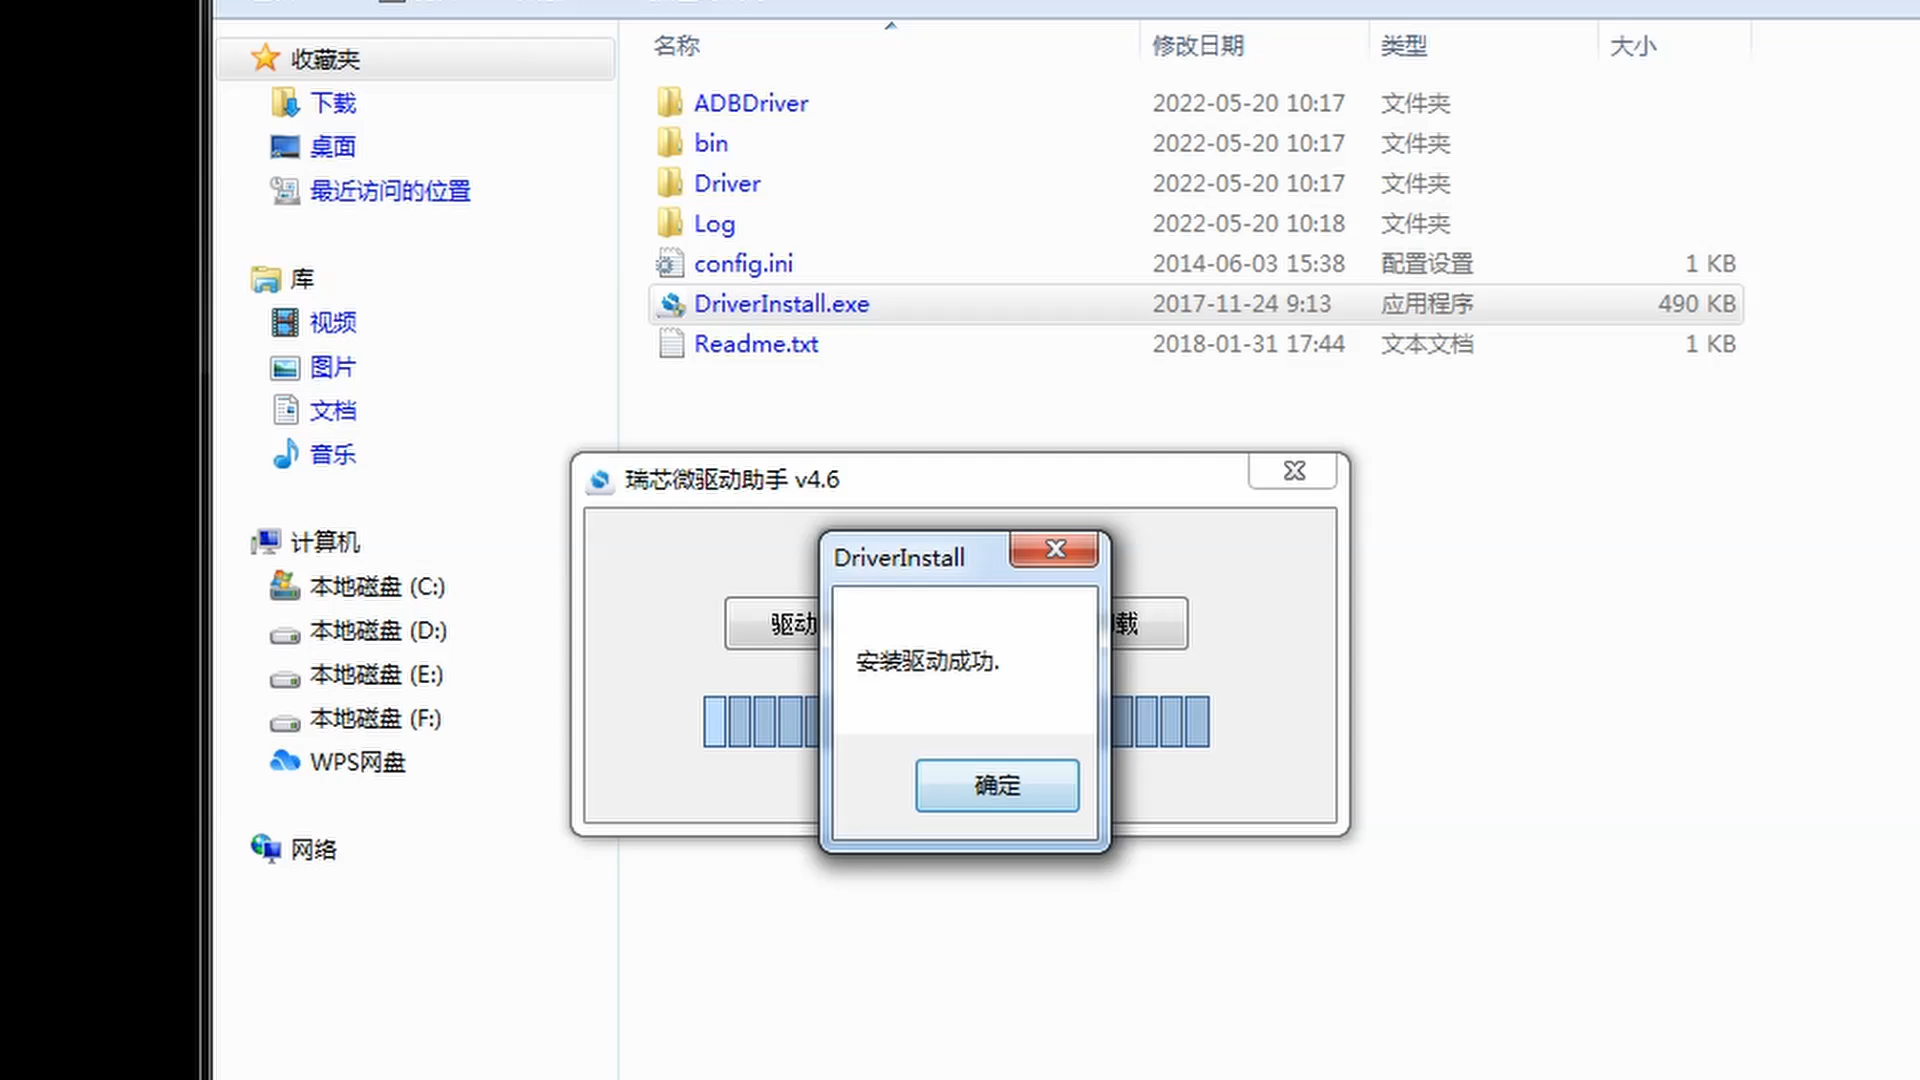 名称 修改日期 类型 大小
收藏夹
下载
桌面
最近访问的位置
库
视频
图片
文档
音乐
计算机
本地磁盘 (C:)
本地磁盘 (D:)
本地磁盘 (E:)
本地磁盘 (F:)
WPS网盘
网络
ADBDriver 2022-05-20 10:17 文件夹
bin 2022-05-20 10:17 文件夹
Driver 2022-05-20 10:17 文件夹
Log 2022-05-20 10:18 文件夹
config.ini 2014-06-03 15:38 配置设置 1 KB
DriverInstall.exe 2017-11-24 9:13 应用程序 490 KB
Readme.txt 2018-01-31 17:44 文本文档 1 KB
瑞芯微驱动助手 v4.6
驱动
载
DriverInstall
安装驱动成功.
确定